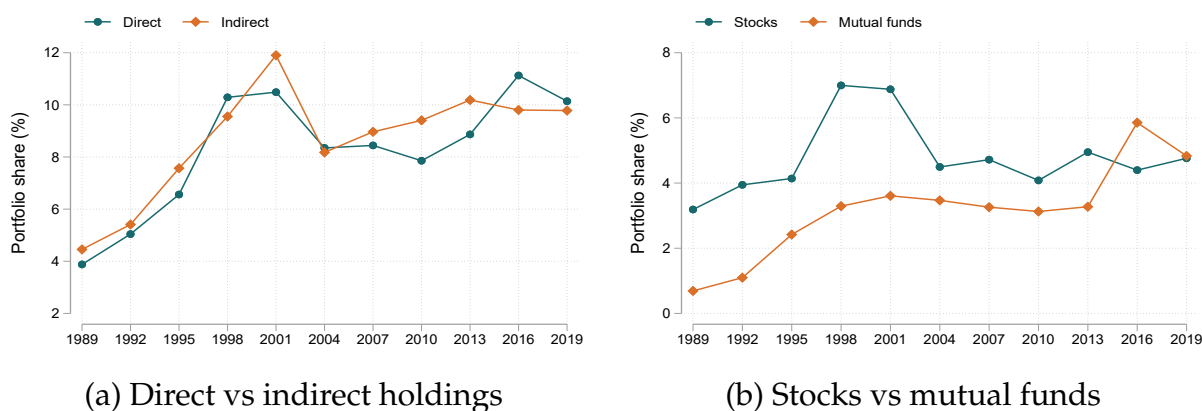 Direct Indirect
Portfolio share (%)
12
10
8
6
4
2
1989 1992 1995 1998 2001 2004 2007 2010 2013 2016 2019
(a) Direct vs indirect holdings
Stocks Mutual funds
Portfolio share (%)
8
6
4
2
0
1989 1992 1995 1998 2001 2004 2007 2010 2013 2016 2019
(b) Stocks vs mutual funds